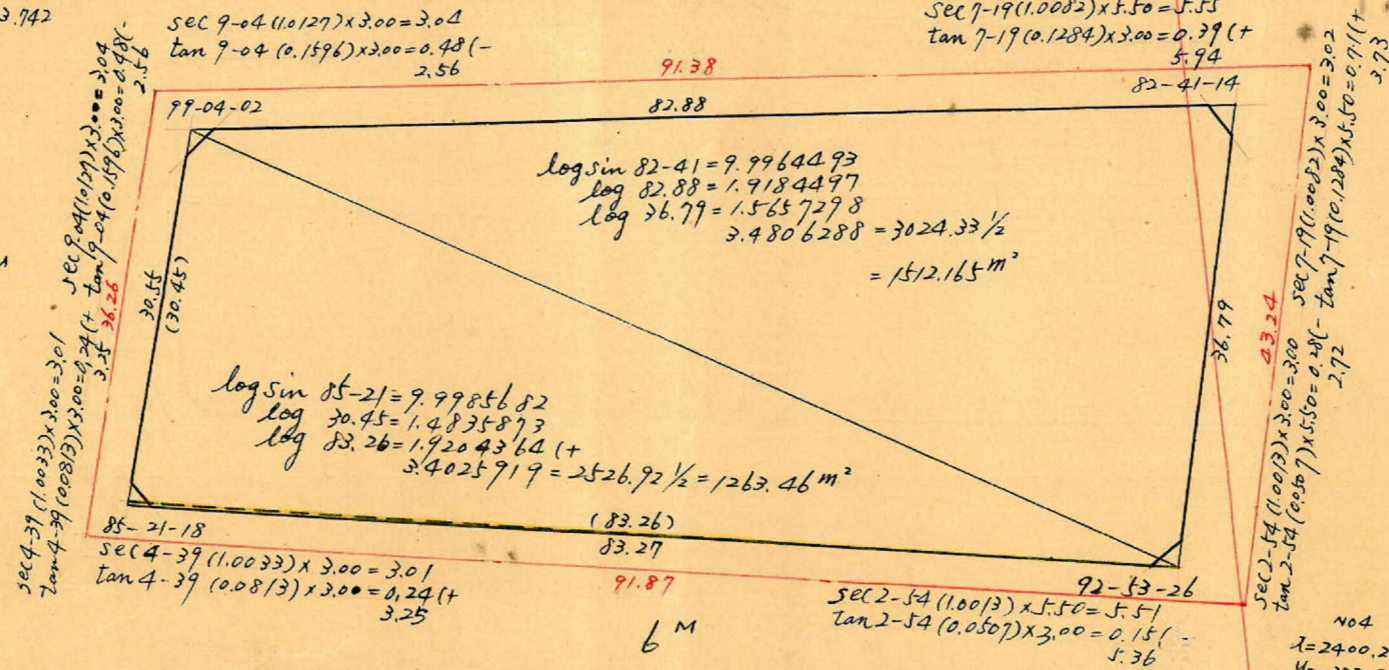 3.742
sec 9-04 (1.0127) x 3.00 = 3.04
tan 9-04 (0.1596) x 3.00 = 0.48 (-
2.56
sec 7-19 (1.0082) x 5.50 = 5.55
tan 7-19 (0.1284) x 3.00 = 0.39 (+
5.94
91.38
99-04-02
82.88
82-41-14
sec 9-04 (1.0127) x 3.00 = 3.04
tan 9-04 (0.1596) x 3.00 = 0.48 (-
2.56
36.26
30.55
(30.45)
log sin 82-41 = 9.9964493
log 82.88 = 1.9184497
log 36.79 = 1.5657298
3.4806288 = 3024.33 1/2
= 1512.165 m²
36.79
43.24
sec 7-19 (1.0082) x 3.00 = 3.02
tan 7-19 (0.1284) x 5.50 = 0.71 (+
3.73
sec 4-39 (1.0033) x 3.00 = 3.01
tan 4-39 (0.0813) x 3.00 = 0.24 (+
3.25
log sin 85-21 = 9.9985682
log 30.45 = 1.4835873
log 83.26 = 1.9204364 (+
3.4025919 = 2526.92 1/2 = 1263.46 m²
sec 2-54 (1.0013) x 3.00 = 3.00
tan 2-54 (0.0507) x 5.50 = 0.28 (-
2.72
(83.26)
83.27
85-21-18
92-53-26
sec 4-39 (1.0033) x 3.00 = 3.01
tan 4-39 (0.0813) x 3.00 = 0.24 (+
3.25
91.87
sec 2-54 (1.0013) x 5.50 = 5.51
tan 2-54 (0.0507) x 3.00 = 0.15 (-
5.36
6 M
NO4